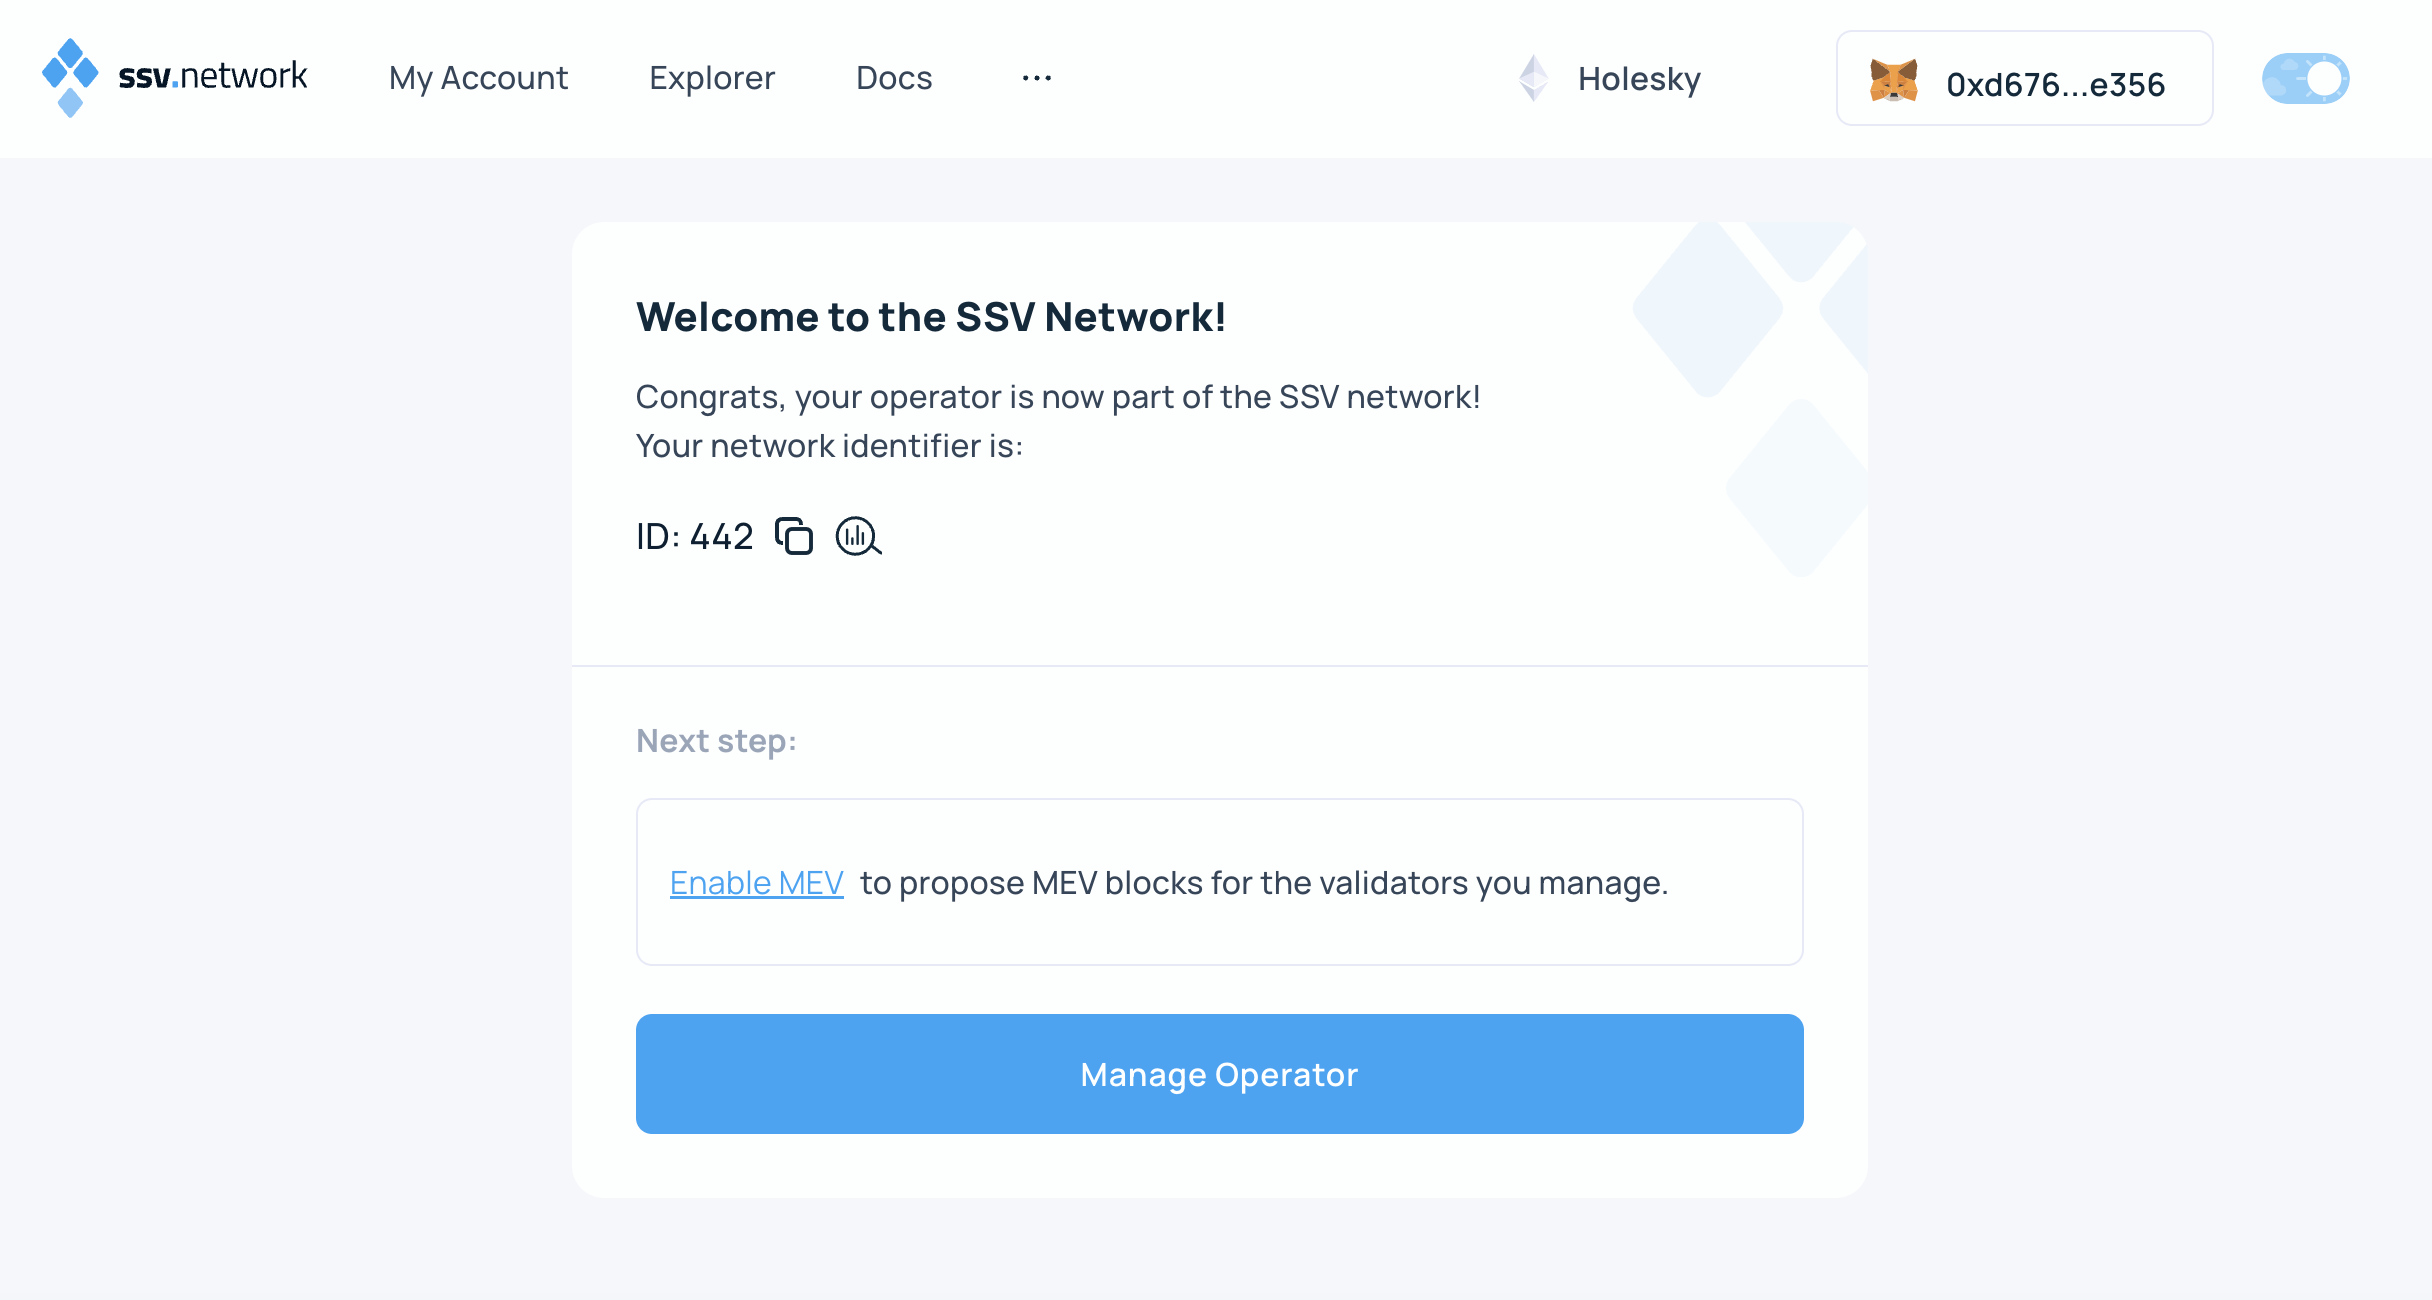 ssv.network
My Account
Explorer
Docs
...
Holesky
0xd676...e356
Welcome to the SSV Network!
Congrats, your operator is now part of the SSV network!
Your network identifier is:
ID: 442
Next step:
Enable MEV to propose MEV blocks for the validators you manage.
Manage Operator